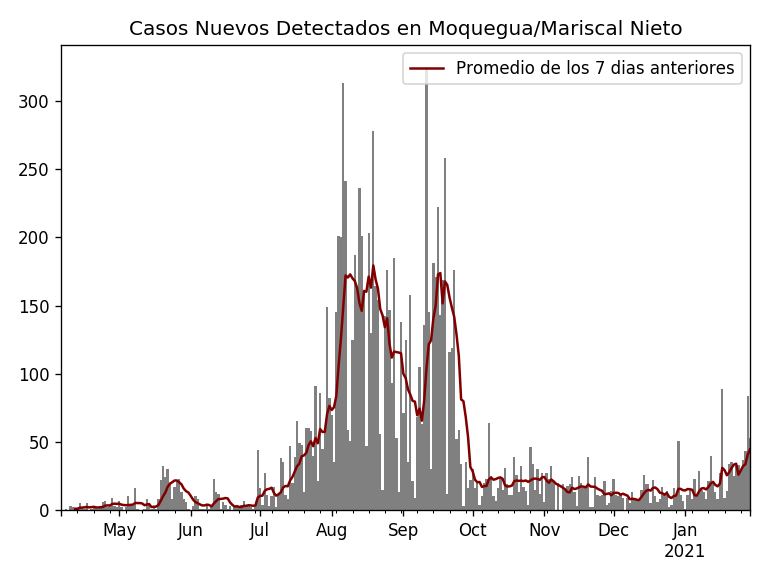 Casos Nuevos Detectados en Moquegua/Mariscal Nieto
Promedio de los 7 dias anteriores
300
250
200
150
100
50
0
May Jun Jul Aug Sep Oct Nov Dec Jan
2021